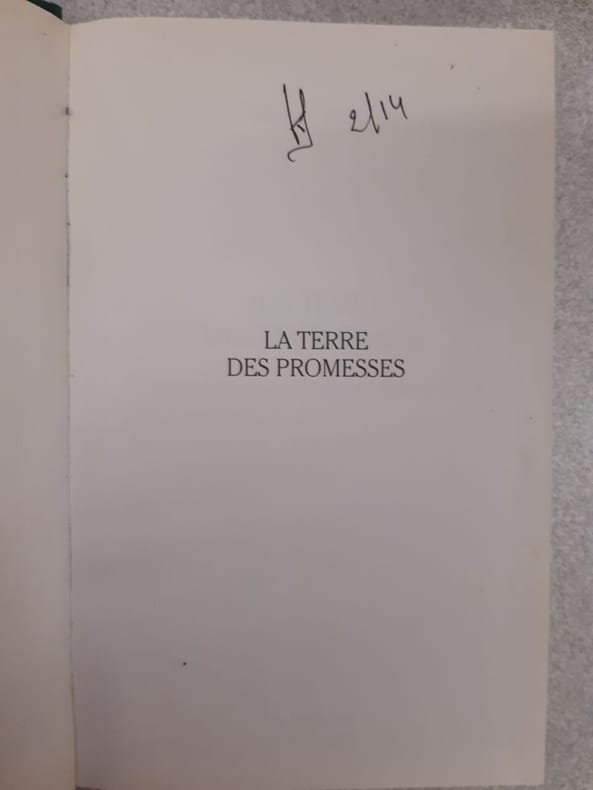 2/14
LA TERRE
DES PROMESSES